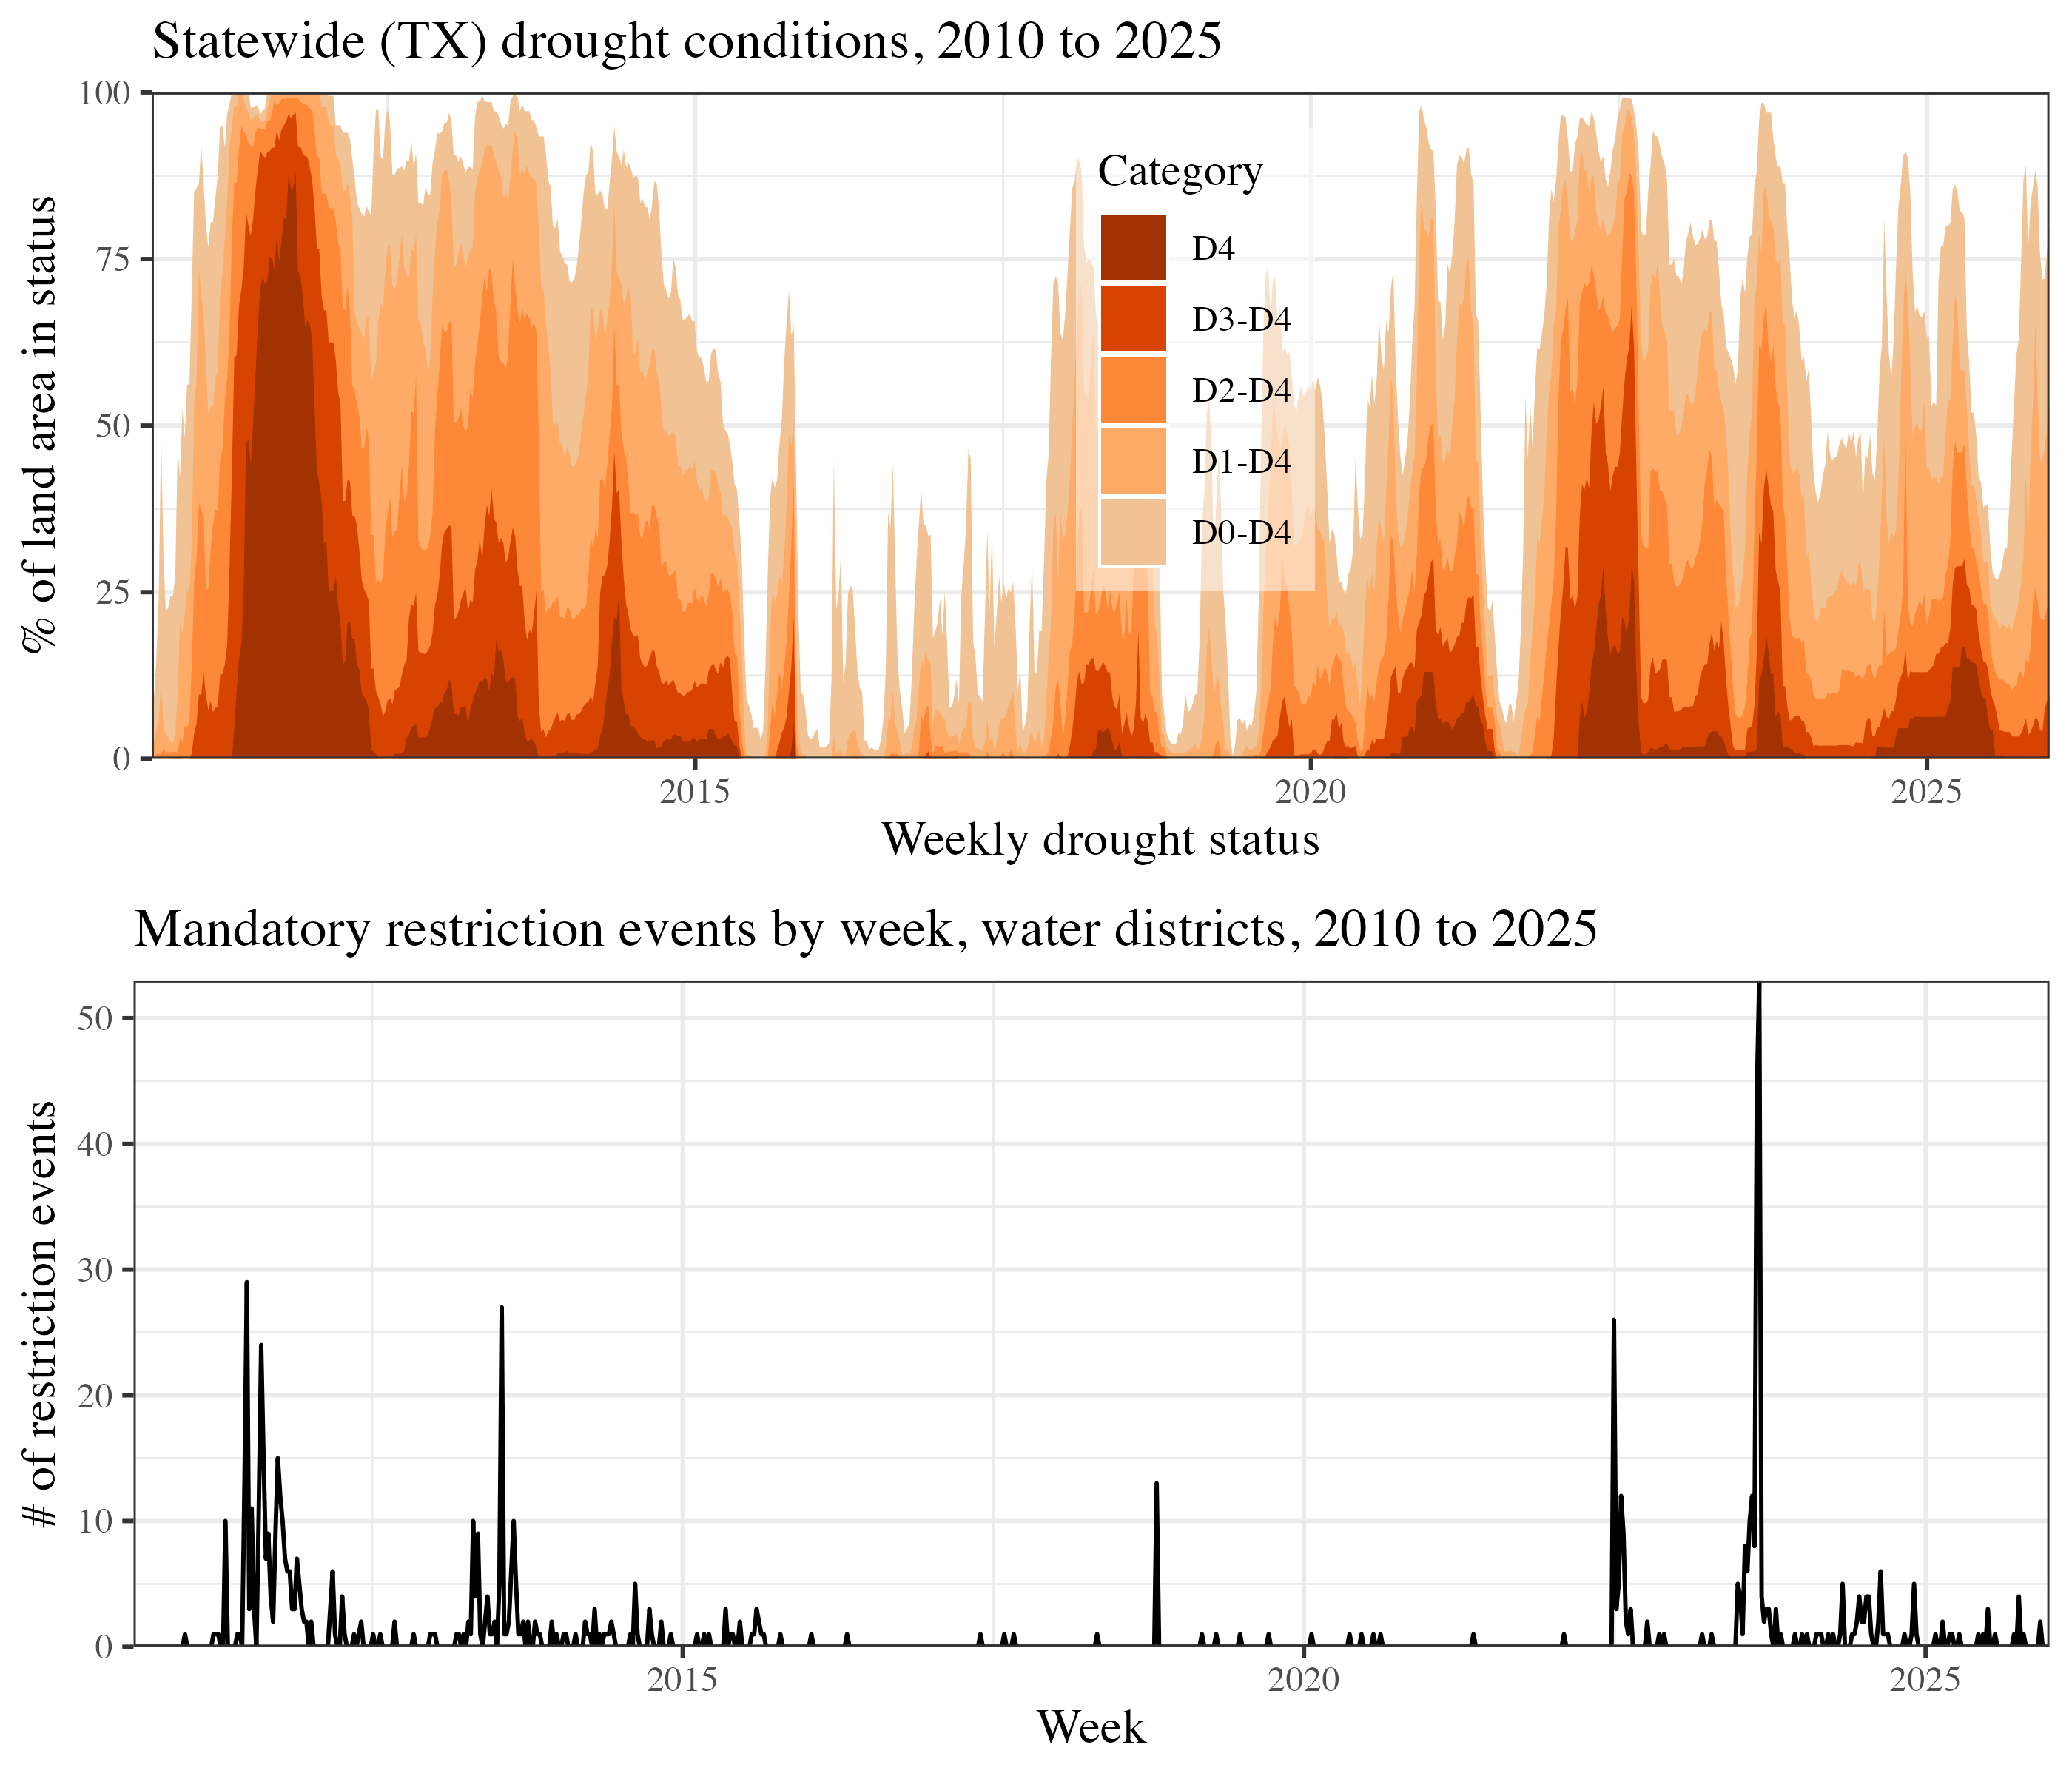 Statewide (TX) drought conditions, 2010 to 2025
% of land area in status
100
75
50
25
0
Category
D4
D3-D4
D2-D4
D1-D4
D0-D4
2015
2020
2025
Weekly drought status
Mandatory restriction events by week, water districts, 2010 to 2025
# of restriction events
50
40
30
20
10
0
2015
2020
2025
Week